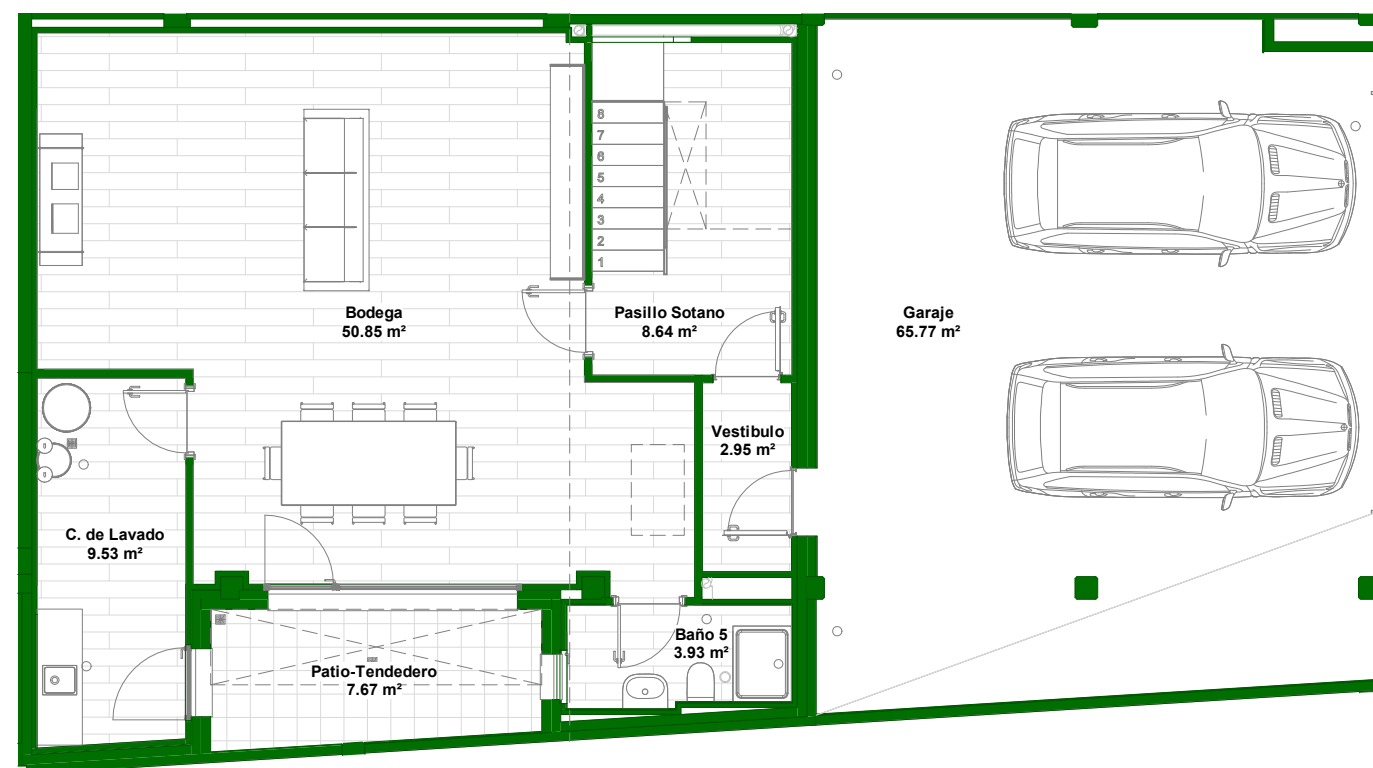 8
7
6
5
4
3
2
1
Bodega
50.85 m²
Pasillo Sotano
8.64 m²
Garaje
65.77 m²
Vestibulo
2.95 m²
C. de Lavado
9.53 m²
Baño 5
3.93 m²
Patio-Tendedero
7.67 m²